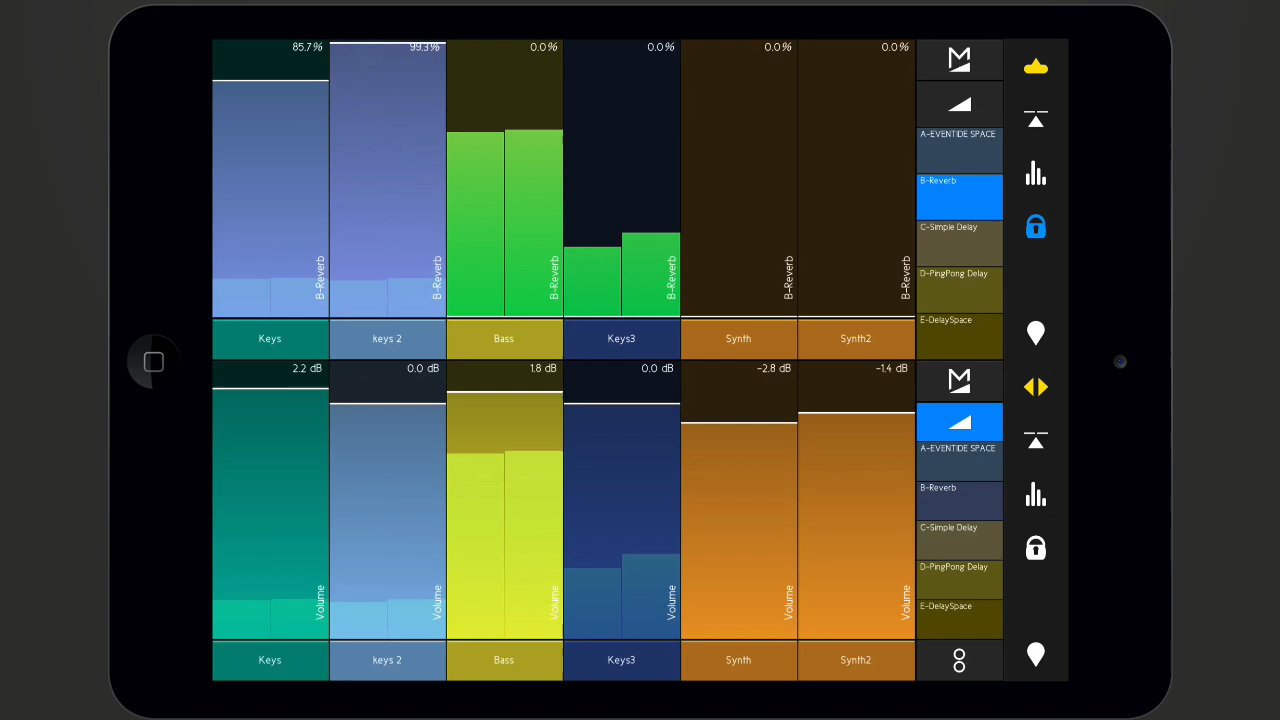 85.7% 99.3% 0.0% 0.0% 0.0% 0.0%
A-EVENTIDE SPACE
B-Reverb
C-Simple Delay
D-PingPong Delay
E-DelaySpace
B-Reverb B-Reverb B-Reverb B-Reverb B-Reverb B-Reverb
Keys keys 2 Bass Keys3 Synth Synth2
2.2 dB 0.0 dB 1.8 dB 0.0 dB -2.8 dB -1.4 dB
A-EVENTIDE SPACE
B-Reverb
C-Simple Delay
D-PingPong Delay
E-DelaySpace
Volume Volume Volume Volume Volume Volume
Keys keys 2 Bass Keys3 Synth Synth2